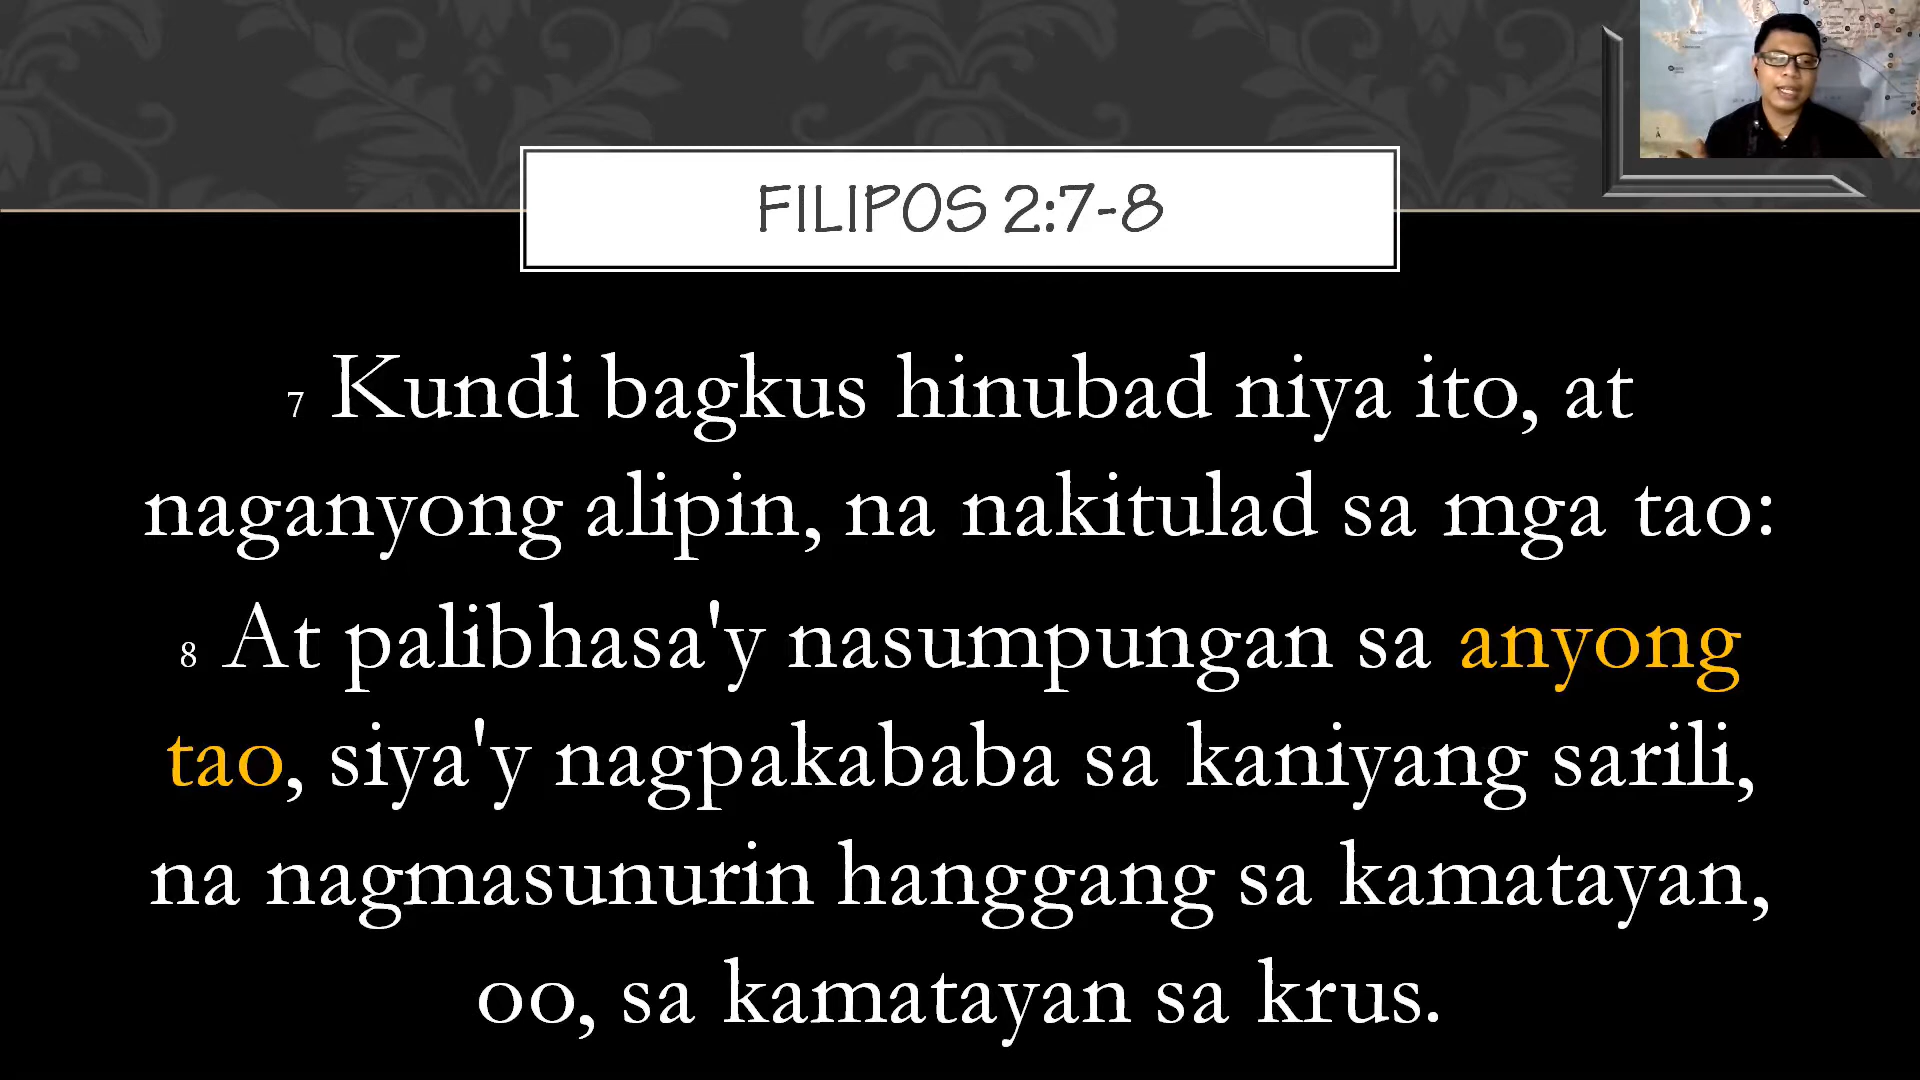 FILIPOS 2:7-8
7 Kundi bagkus hinubad niya ito, at
naganyong alipin, na nakitulad sa mga tao:
8 At palibhasa'y nasumpungan sa anyong
tao, siya'y nagpakababa sa kaniyang sarili,
na nagmasunurin hanggang sa kamatayan,
oo, sa kamatayan sa krus.